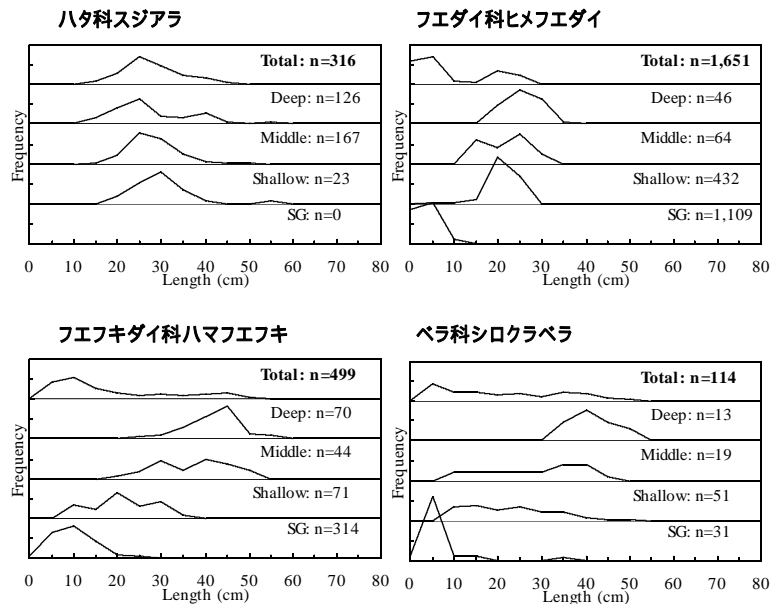 ハタ科スジアラ
Total: n=316
Deep: n=126
Middle: n=167
Shallow: n=23
SG: n=0
Frequency
0 10 20 30 40 50 60 70 80
Length (cm)
フエダイ科ヒメフエダイ
Total: n=1,651
Deep: n=46
Middle: n=64
Shallow: n=432
SG: n=1,109
Frequency
0 10 20 30 40 50 60 70 80
Length (cm)
フエフキダイ科ハマフエフキ
Total: n=499
Deep: n=70
Middle: n=44
Shallow: n=71
SG: n=314
Frequency
0 10 20 30 40 50 60 70 80
Length (cm)
ベラ科シロクラベラ
Total: n=114
Deep: n=13
Middle: n=19
Shallow: n=51
SG: n=31
Frequency
0 10 20 30 40 50 60 70 80
Length (cm)